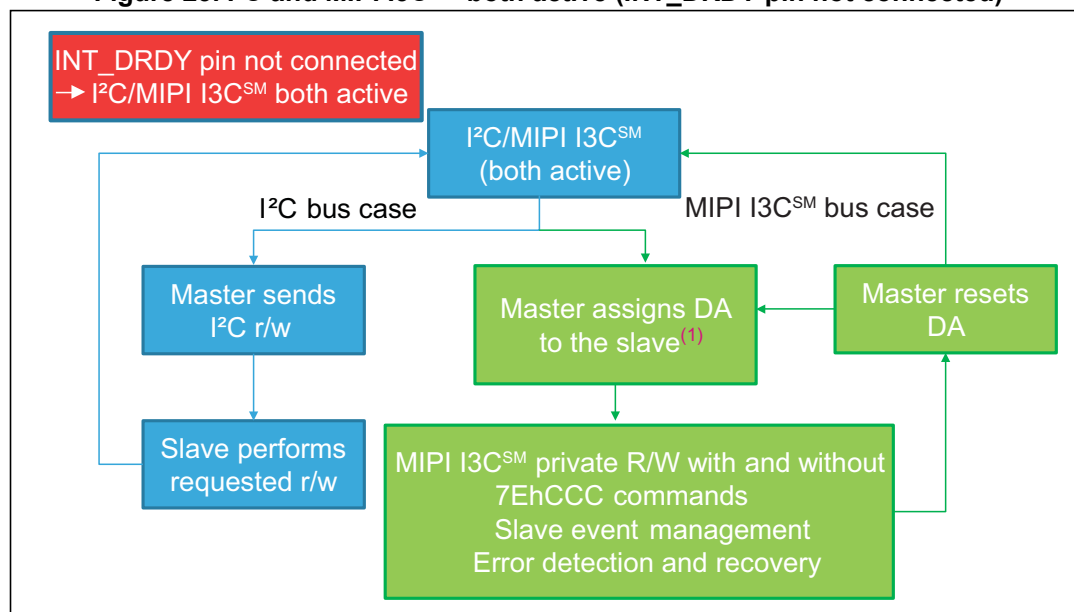 INT_DRDY pin not connected
→ I²C/MIPI I3C℠ both active
I²C/MIPI I3C℠
(both active)
I²C bus case
MIPI I3C℠ bus case
Master sends
I²C r/w
Master assigns DA
to the slave(1)
Master resets
DA
Slave performs
requested r/w
MIPI I3C℠ private R/W with and without
7EhCCC commands
Slave event management
Error detection and recovery